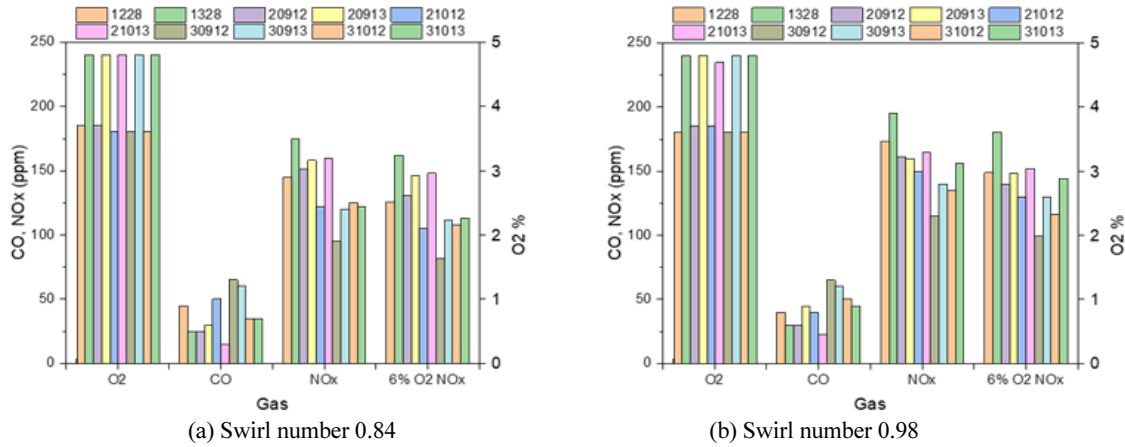 1228 1328 20912 20913 21012
21013 30912 30913 31012 31013
250
200
150
100
50
0
CO, NOx (ppm)
5
4
3
2
1
0
O2 %
O2 CO NOx 6% O2 NOx
Gas
(a) Swirl number 0.84
1228 1328 20912 20913 21012
21013 30912 30913 31012 31013
250
200
150
100
50
0
CO, NOx (ppm)
5
4
3
2
1
0
O2 %
O2 CO NOx 6% O2 NOx
Gas
(b) Swirl number 0.98